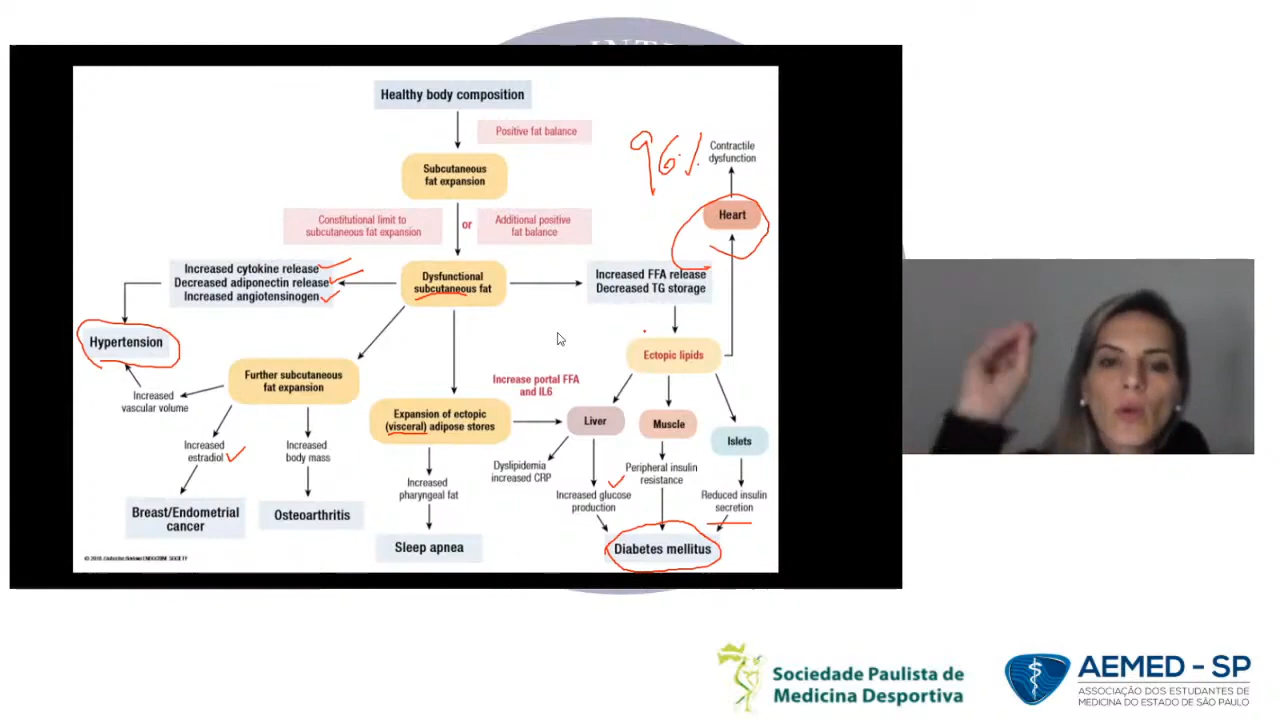 Healthy body composition
Positive fat balance
Subcutaneous
fat expansion
96%
Contractile
dysfunction
Heart
Constitutional limit to
subcutaneous fat expansion
or
Additional positive
fat balance
Increased cytokine release
Decreased adiponectin release
Increased angiotensinogen
Dysfunctional
subcutaneous fat
Increased FFA release
Decreased TG storage
Hypertension
Ectopic lipids
Further subcutaneous
fat expansion
Increased
vascular volume
Increase portal FFA
and IL6
Expansion of ectopic
(visceral) adipose stores
Liver
Muscle
Islets
Increased
estradiol
Increased
body mass
Increased
pharyngeal fat
Dyslipidemia
increased CRP
Increased glucose
production
Peripheral insulin
resistance
Reduced insulin
secretion
Breast/Endometrial
cancer
Osteoarthritis
Sleep apnea
Diabetes mellitus
ENDOCRINE SOCIETY
Sociedade Paulista de
Medicina Desportiva
AEMED - SP
ASSOCIAÇÃO DOS ESTUDANTES DE
MEDICINA DO ESTADO DE SÃO PAULO